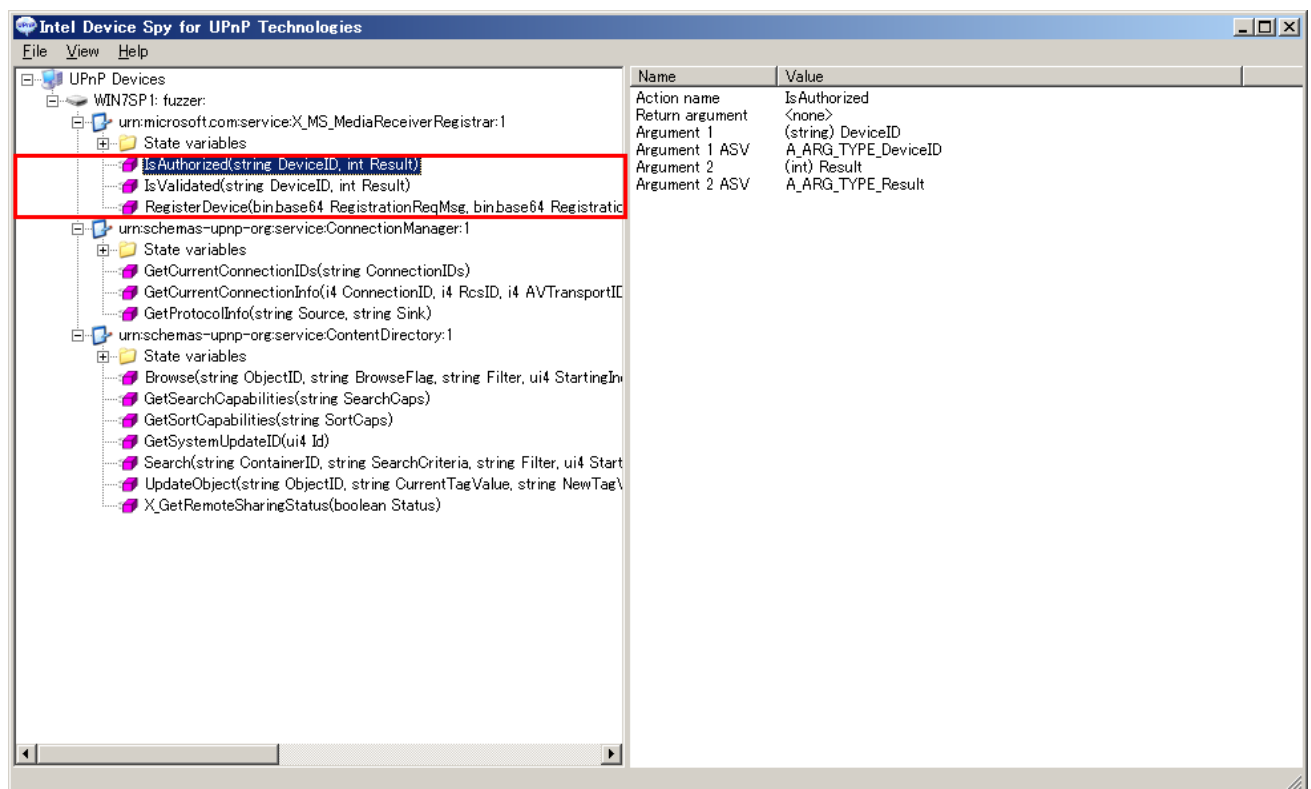 Intel Device Spy for UPnP Technologies
File View Help
UPnP Devices
WIN7SP1: fuzzer:
urn:microsoft.com:service:X_MS_MediaReceiverRegistrar:1
State variables
IsAuthorized(string DeviceID, int Result)
IsValidated(string DeviceID, int Result)
RegisterDevice(bin.base64 RegistrationReqMsg, bin.base64 Registratio
urn:schemas-upnp-org:service:ConnectionManager:1
State variables
GetCurrentConnectionIDs(string ConnectionIDs)
GetCurrentConnectionInfo(i4 ConnectionID, i4 RcsID, i4 AVTransportID
GetProtocolInfo(string Source, string Sink)
urn:schemas-upnp-org:service:ContentDirectory:1
State variables
Browse(string ObjectID, string BrowseFlag, string Filter, ui4 StartingIn
GetSearchCapabilities(string SearchCaps)
GetSortCapabilities(string SortCaps)
GetSystemUpdateID(ui4 Id)
Search(string ContainerID, string SearchCriteria, string Filter, ui4 Start
UpdateObject(string ObjectID, string CurrentTagValue, string NewTagV
X_GetRemoteSharingStatus(boolean Status)
Name Value
Action name IsAuthorized
Return argument <none>
Argument 1 (string) DeviceID
Argument 1 ASV A_ARG_TYPE_DeviceID
Argument 2 (int) Result
Argument 2 ASV A_ARG_TYPE_Result